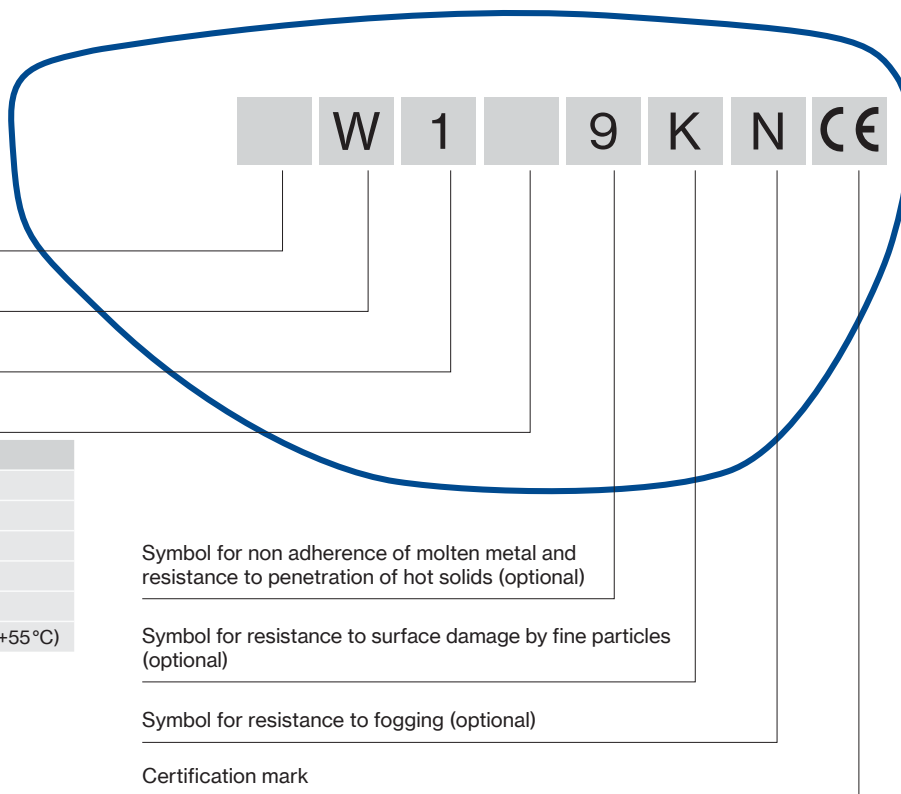 W 1 9 K N CE
+55°C)
Symbol for non adherence of molten metal and
resistance to penetration of hot solids (optional)
Symbol for resistance to surface damage by fine particles
(optional)
Symbol for resistance to fogging (optional)
Certification mark